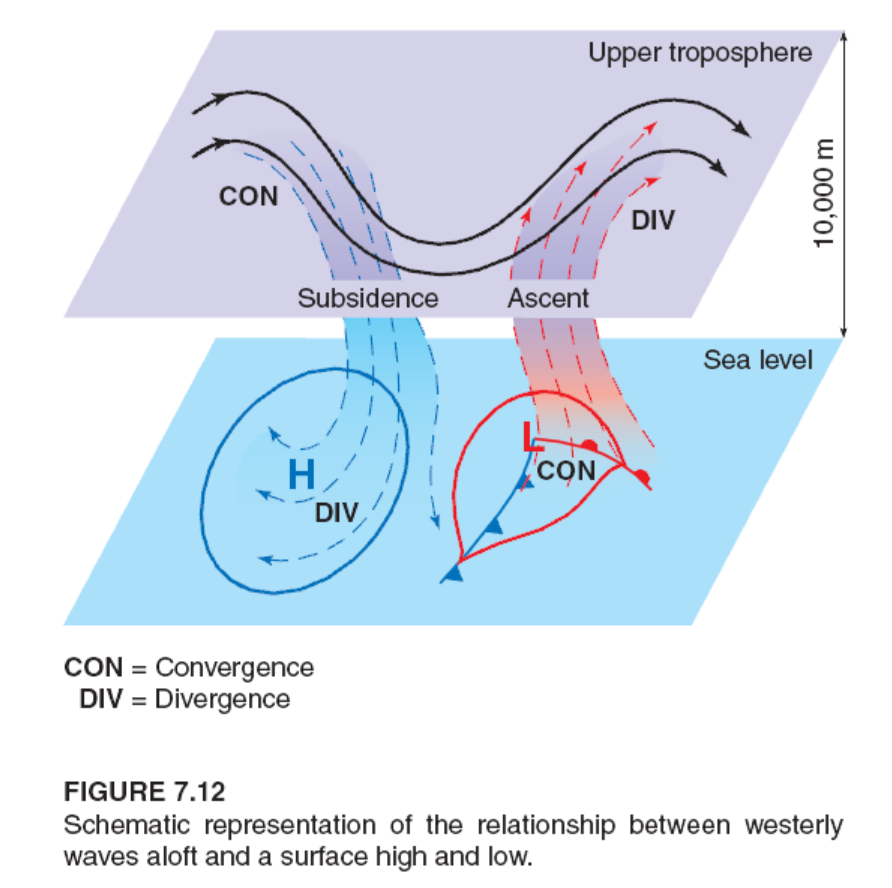 Upper troposphere
10,000 m
CON
DIV
Subsidence
Ascent
Sea level
H
DIV
L
CON
CON = Convergence
DIV = Divergence
FIGURE 7.12
Schematic representation of the relationship between westerly
waves aloft and a surface high and low.